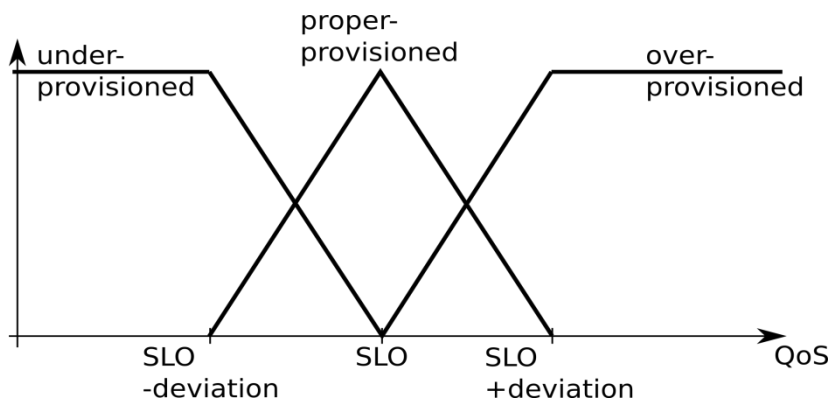 proper-
provisioned
under-
provisioned
over-
provisioned
SLO
-deviation
SLO
SLO
+deviation
QoS